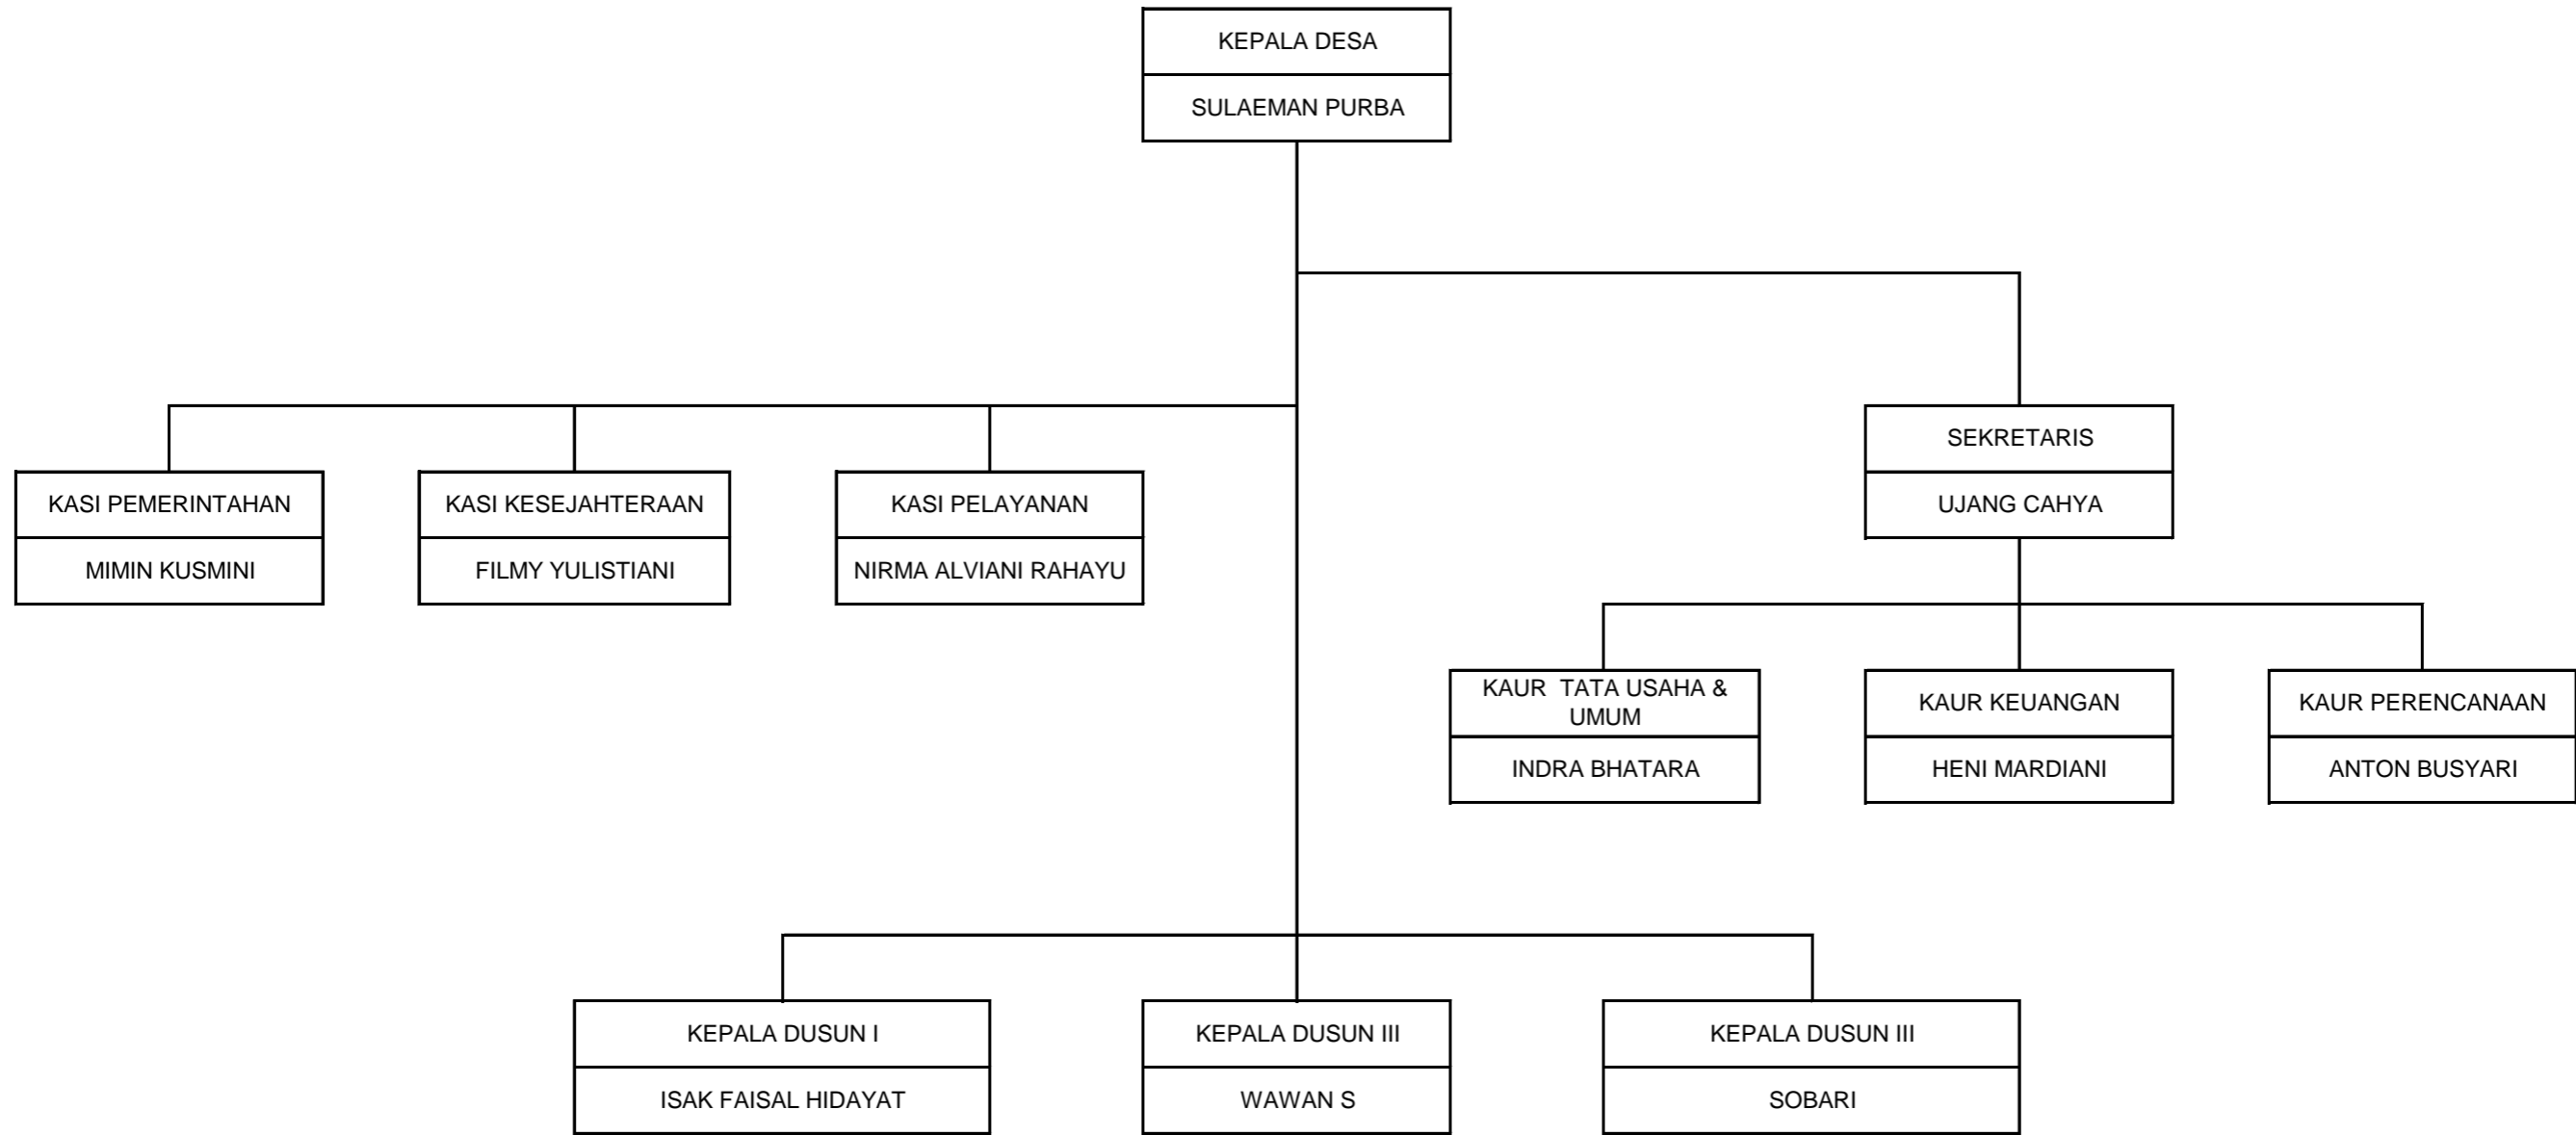 KEPALA DESA
SULAEMAN PURBA
SEKRETARIS
UJANG CAHYA
KASI PEMERINTAHAN
MIMIN KUSMINI
KASI KESEJAHTERAAN
FILMY YULISTIANI
KASI PELAYANAN
NIRMA ALVIANI RAHAYU
KAUR  TATA USAHA &
UMUM
INDRA BHATARA
KAUR KEUANGAN
HENI MARDIANI
KAUR PERENCANAAN
ANTON BUSYARI
KEPALA DUSUN I
ISAK FAISAL HIDAYAT
KEPALA DUSUN III
WAWAN S
KEPALA DUSUN III
SOBARI